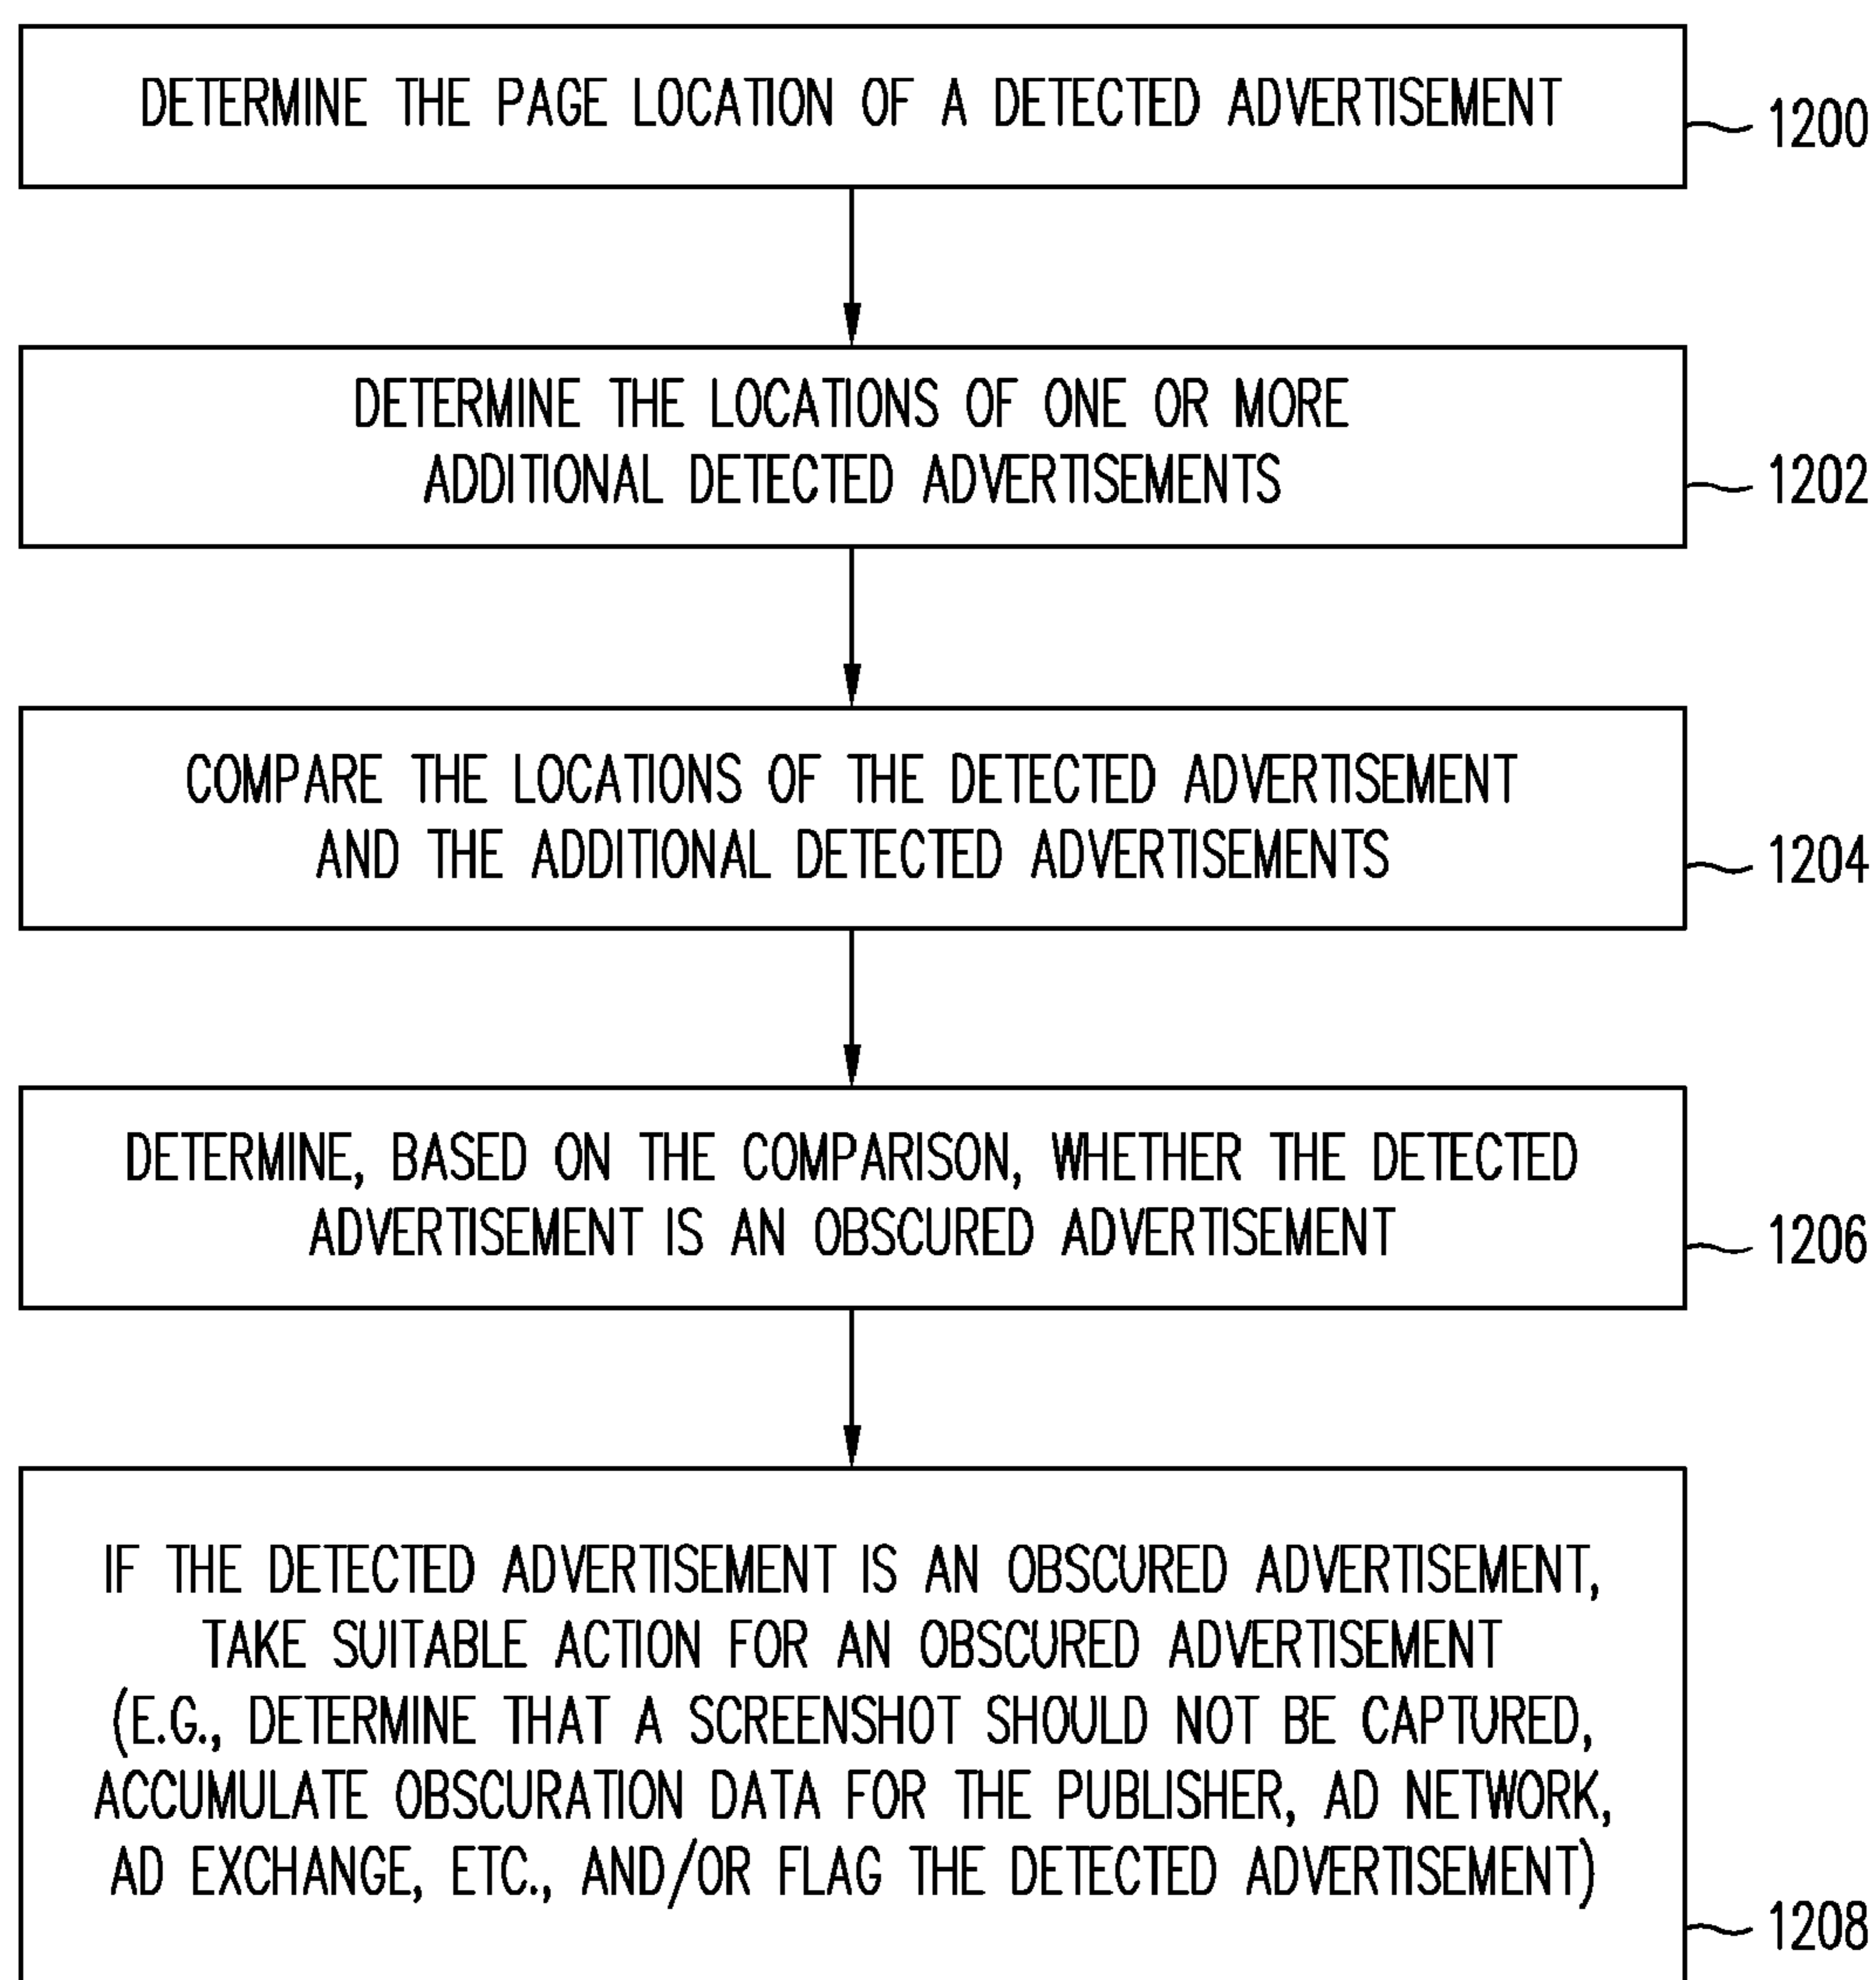 DETERMINE THE PAGE LOCATION OF A DETECTED ADVERTISEMENT
1200
DETERMINE THE LOCATIONS OF ONE OR MORE
ADDITIONAL DETECTED ADVERTISEMENTS
1202
COMPARE THE LOCATIONS OF THE DETECTED ADVERTISEMENT
AND THE ADDITIONAL DETECTED ADVERTISEMENTS
1204
DETERMINE, BASED ON THE COMPARISON, WHETHER THE DETECTED
ADVERTISEMENT IS AN OBSCURED ADVERTISEMENT
1206
IF THE DETECTED ADVERTISEMENT IS AN OBSCURED ADVERTISEMENT,
TAKE SUITABLE ACTION FOR AN OBSCURED ADVERTISEMENT
(E.G., DETERMINE THAT A SCREENSHOT SHOULD NOT BE CAPTURED,
ACCUMULATE OBSCURATION DATA FOR THE PUBLISHER, AD NETWORK,
AD EXCHANGE, ETC., AND/OR FLAG THE DETECTED ADVERTISEMENT)
1208